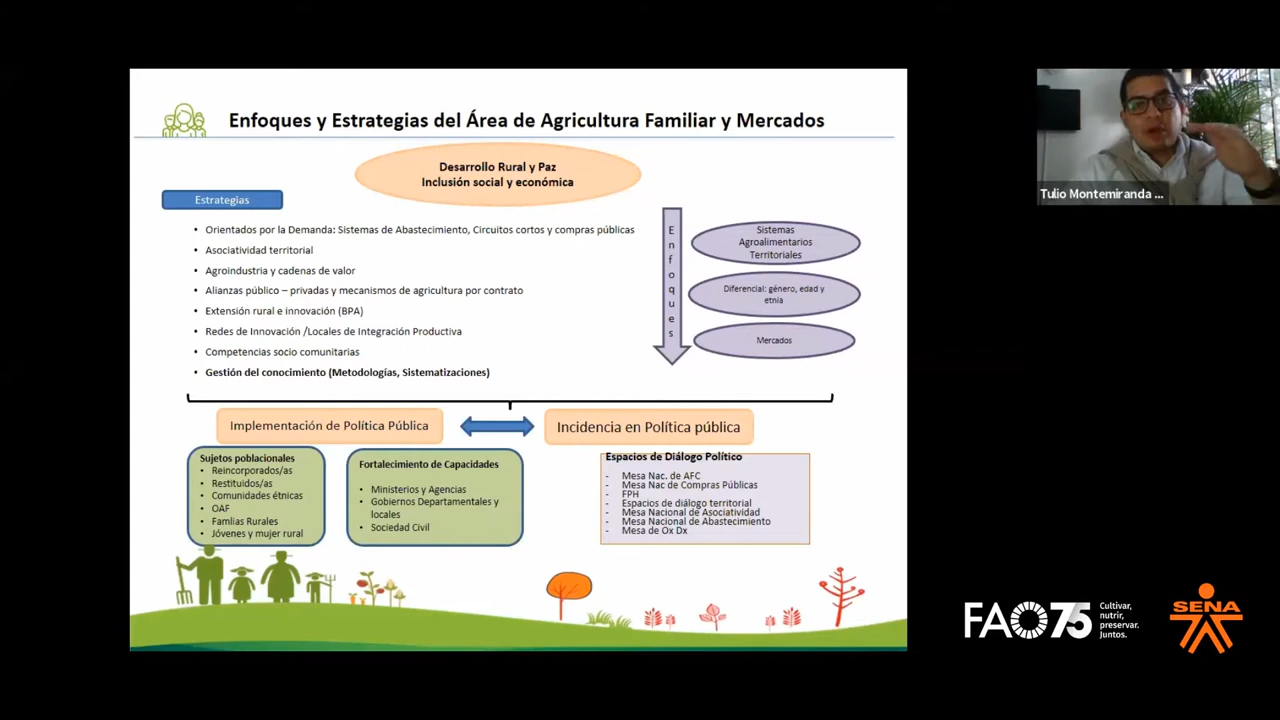 Enfoques y Estrategias del Área de Agricultura Familiar y Mercados
Desarrollo Rural y Paz
Inclusión social y económica
Estrategias
• Orientados por la Demanda: Sistemas de Abastecimiento, Circuitos cortos y compras públicas
• Asociatividad territorial
• Agroindustria y cadenas de valor
• Alianzas público – privadas y mecanismos de agricultura por contrato
• Extensión rural e innovación (BPA)
• Redes de Innovación /Locales de Integración Productiva
• Competencias socio comunitarias
• Gestión del conocimiento (Metodologías, Sistematizaciones)
Enfoques
Sistemas
Agroalimentarios
Territoriales
Diferencial: género, edad y
etnia
Mercados
Implementación de Política Pública
Incidencia en Política pública
Sujetos poblacionales
• Reincorporados/as
• Restituidos/as
• Comunidades étnicas
• OAF
• Famlias Rurales
• Jóvenes y mujer rural
Fortalecimiento de Capacidades
• Ministerios y Agencias
• Gobiernos Departamentales y
locales
• Sociedad Civil
Espacios de Diálogo Político
- Mesa Nac. de AFC
- Mesa Nac de Compras Públicas
- FPH
- Espacios de diálogo territorial
- Mesa Nacional de Asociatividad
- Mesa Nacional de Abastecimiento
- Mesa de Ox Dx
Tulio Montemiranda ...
FAO75
Cultivar,
nutrir,
preservar.
Juntos.
SENA